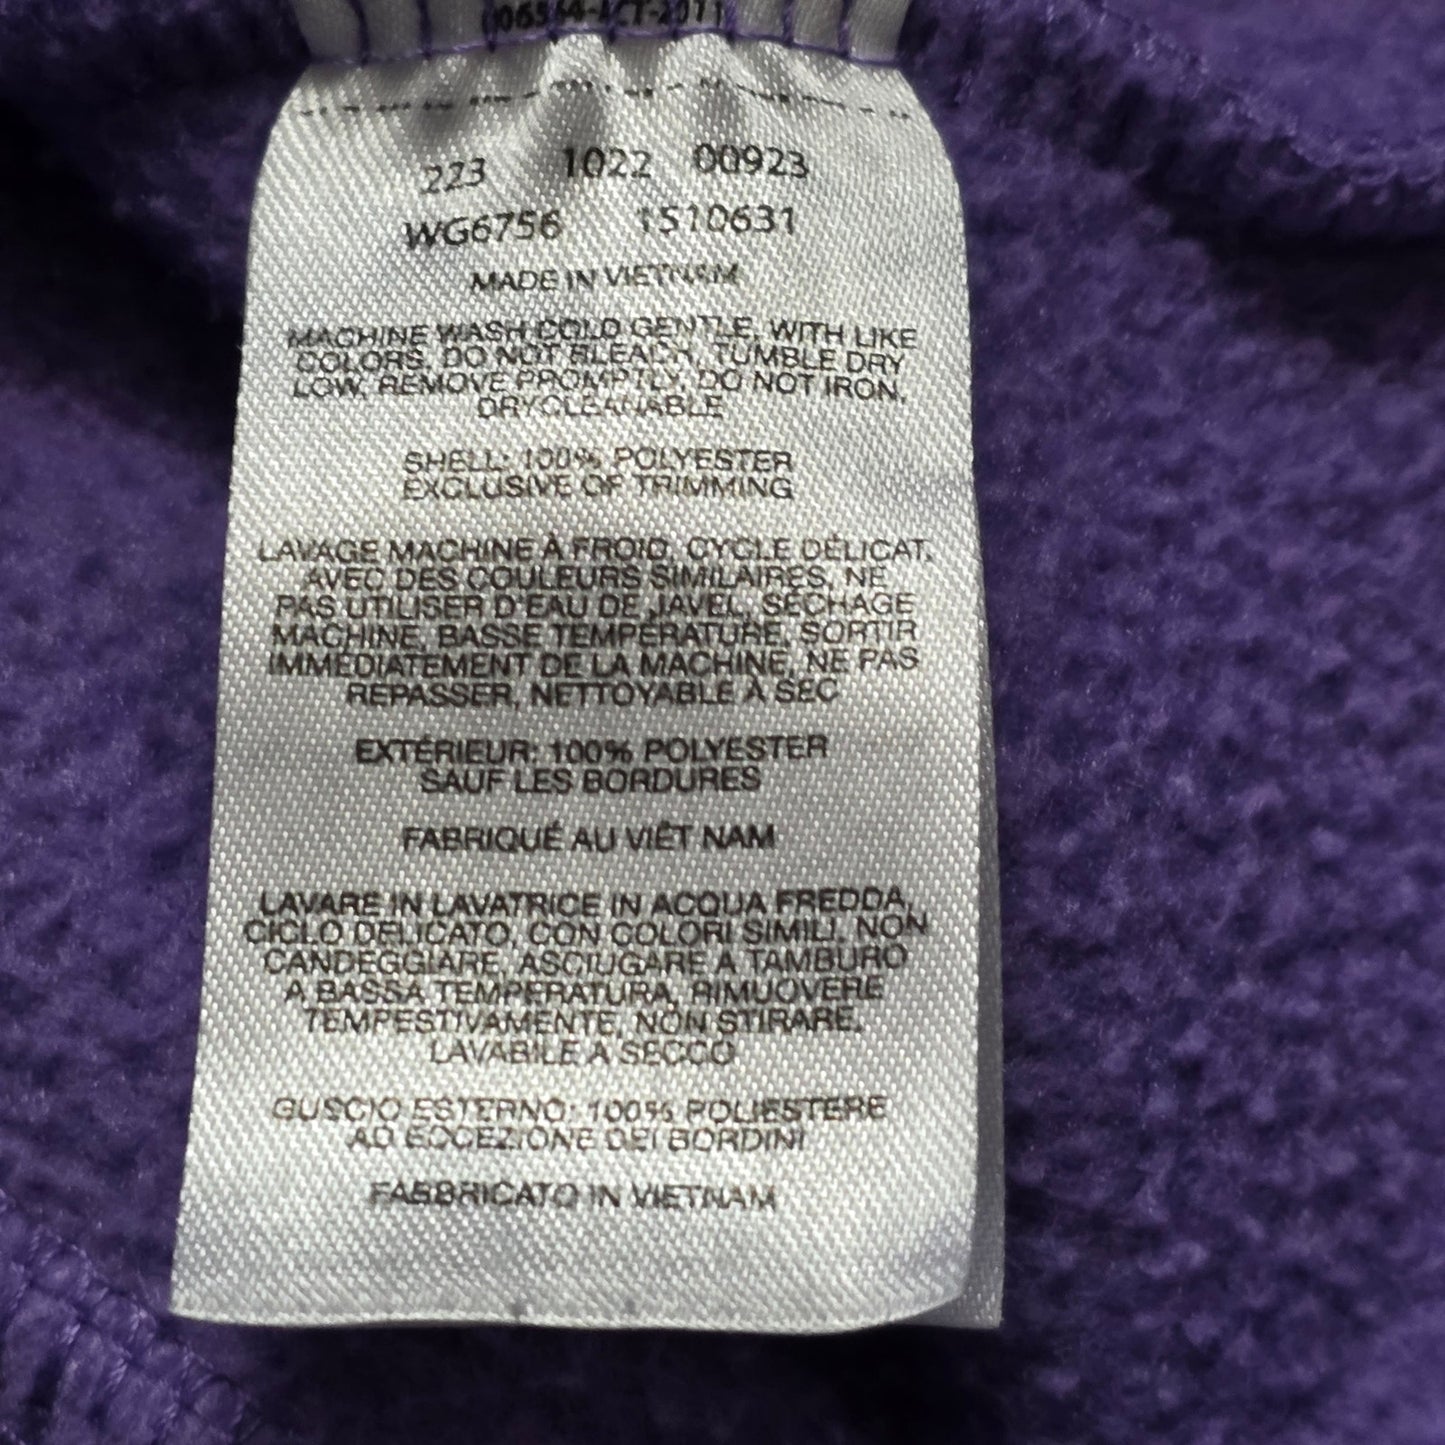 223 1022 00923
WG6756 1510631
MADE IN VIETNAM
MACHINE WASH COLD GENTLE, WITH LIKE
COLORS, DO NOT BLEACH, TUMBLE DRY
LOW, REMOVE PROMPTLY, DO NOT IRON,
DRYCLEANABLE
SHELL: 100% POLYESTER
EXCLUSIVE OF TRIMMING
LAVAGE MACHINE À FROID, CYCLE DÉLICAT,
AVEC DES COULEURS SIMILAIRES, NE
PAS UTILISER D'EAU DE JAVEL, SÉCHAGE
MACHINE, BASSE TEMPÉRATURE, SORTIR
IMMÉDIATEMENT DE LA MACHINE, NE PAS
REPASSER, NETTOYABLE À SEC
EXTÉRIEUR: 100% POLYESTER
SAUF LES BORDURES
FABRIQUÉ AU VIÊT NAM
LAVARE IN LAVATRICE IN ACQUA FREDDA,
CICLO DELICATO, CON COLORI SIMILI, NON
CANDEGGIARE, ASCIUGARE A TAMBURO
A BASSA TEMPERATURA, RIMUOVERE
TEMPESTIVAMENTE, NON STIRARE,
LAVABILE A SECCO
GUSCIO ESTERNO: 100% POLIESTERE
AD ECCEZIONE DEI BORDINI
FABBRICATO IN VIETNAM